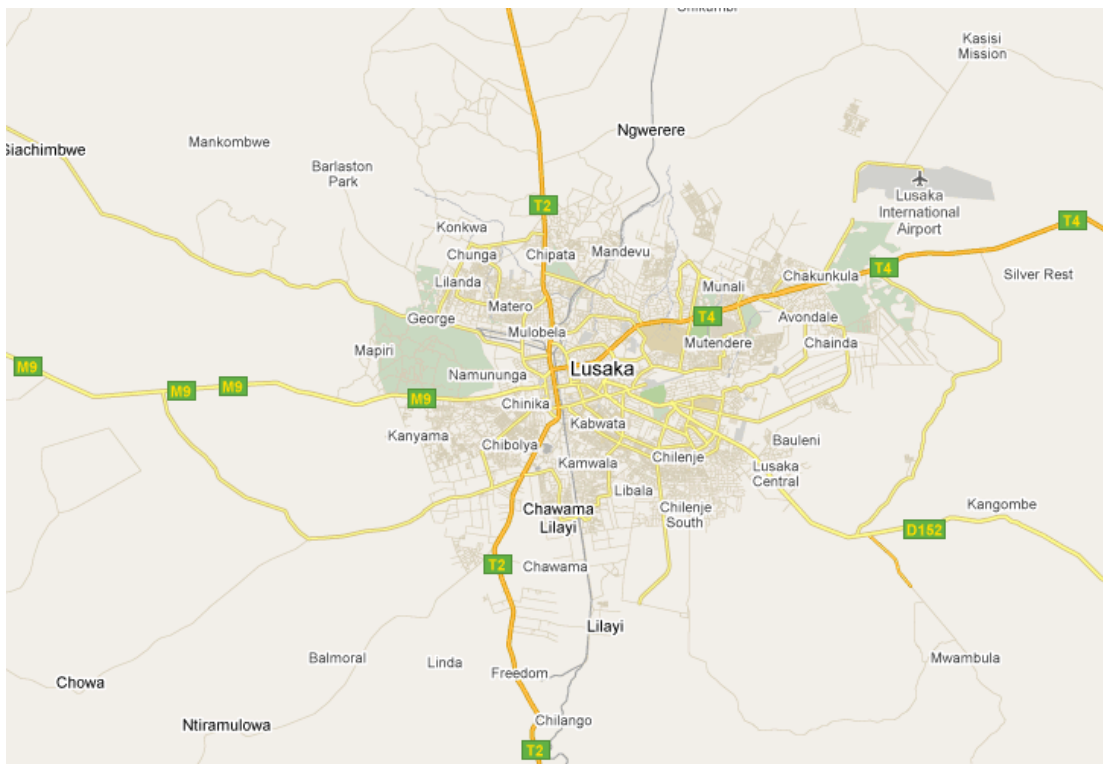 Kasisi
Mission
Ngwerere
Siachimbwe
Mankombwe
Barlaston
Park
Lusaka
International
Airport
T2
T4
Konkwa
Mandevu
Chunga
Chipata
T4
Silver Rest
Chakunkula
Lilanda
Munali
Matero
T4
George
Avondale
Mulobela
Chainda
Mutendere
Mapiri
M9
Lusaka
Namununga
M9
M9
M9
Chinika
Kabwata
Kanyama
Chibolya
Bauleni
Chilenje
Kamwala
Lusaka
Central
Libala
Chilenje
South
Kangombe
Chawama
Lilayi
D152
T2
Chawama
Lilayi
Balmoral
Linda
Freedom
Mwambula
Chowa
Ntiramulowa
Chilango
T2